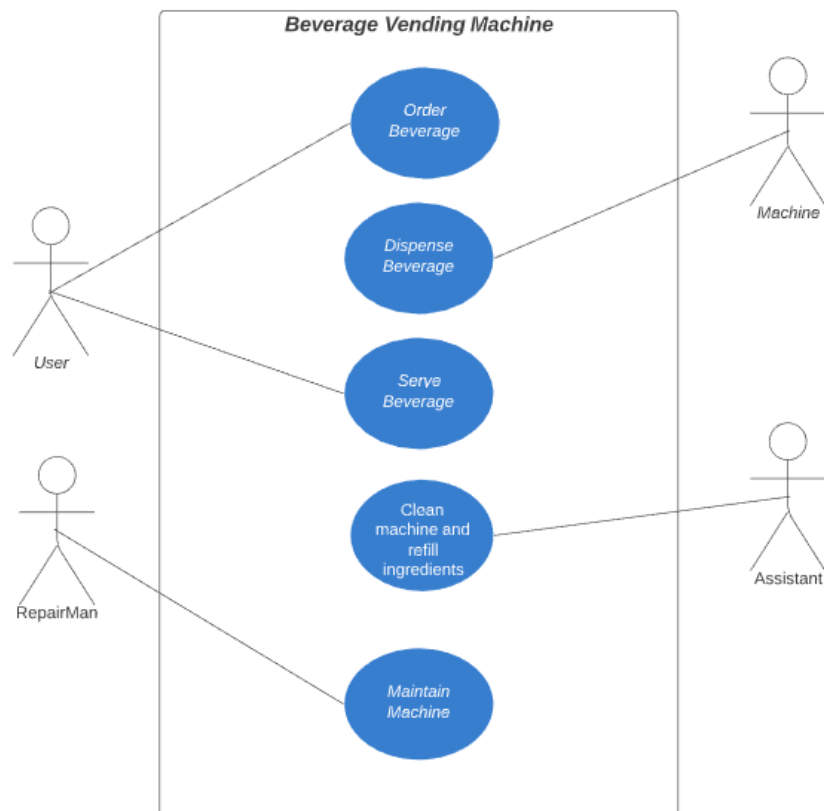 Beverage Vending Machine
Order
Beverage
Machine
Dispense
Beverage
User
Serve
Beverage
Clean
machine and
refill
ingredients
Assistant
RepairMan
Maintain
Machine